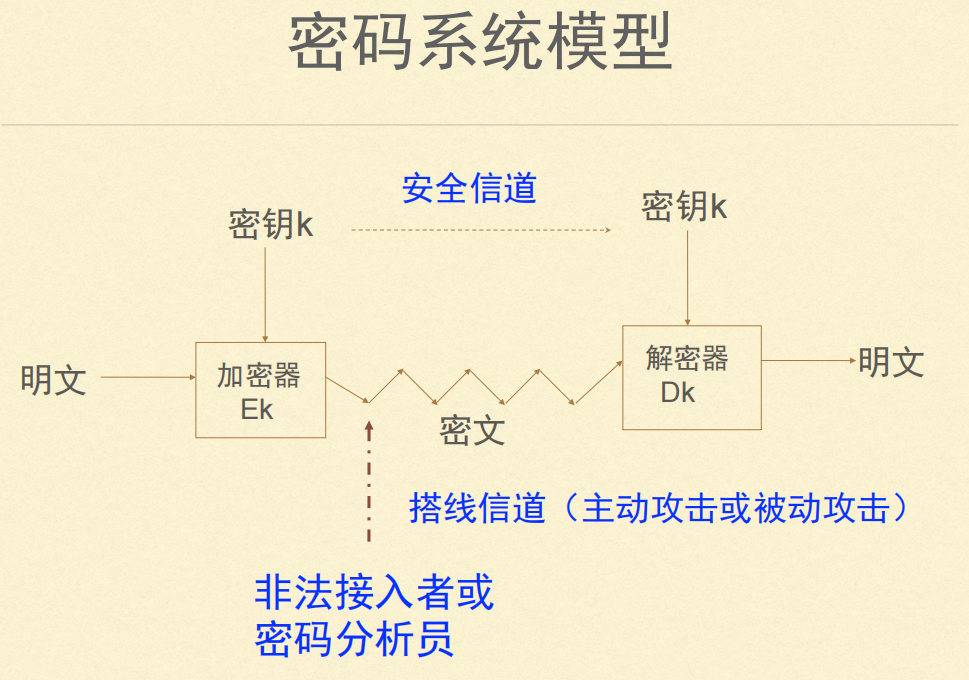 密码系统模型
安全信道
密钥k
密钥k
明文
加密器
Ek
密文
解密器
Dk
明文
搭线信道（主动攻击或被动攻击）
非法接入者或
密码分析员